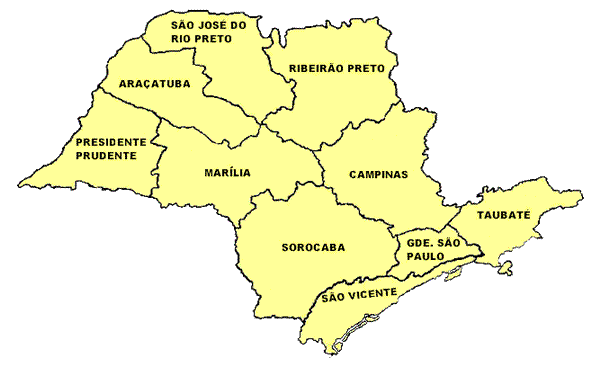 SÃO JOSÉ DO
RIO PRETO
RIBEIRÃO PRETO
ARAÇATUBA
PRESIDENTE
PRUDENTE
MARÍLIA
CAMPINAS
TAUBATÉ
SOROCABA
GDE. SÃO
PAULO
SÃO VICENTE